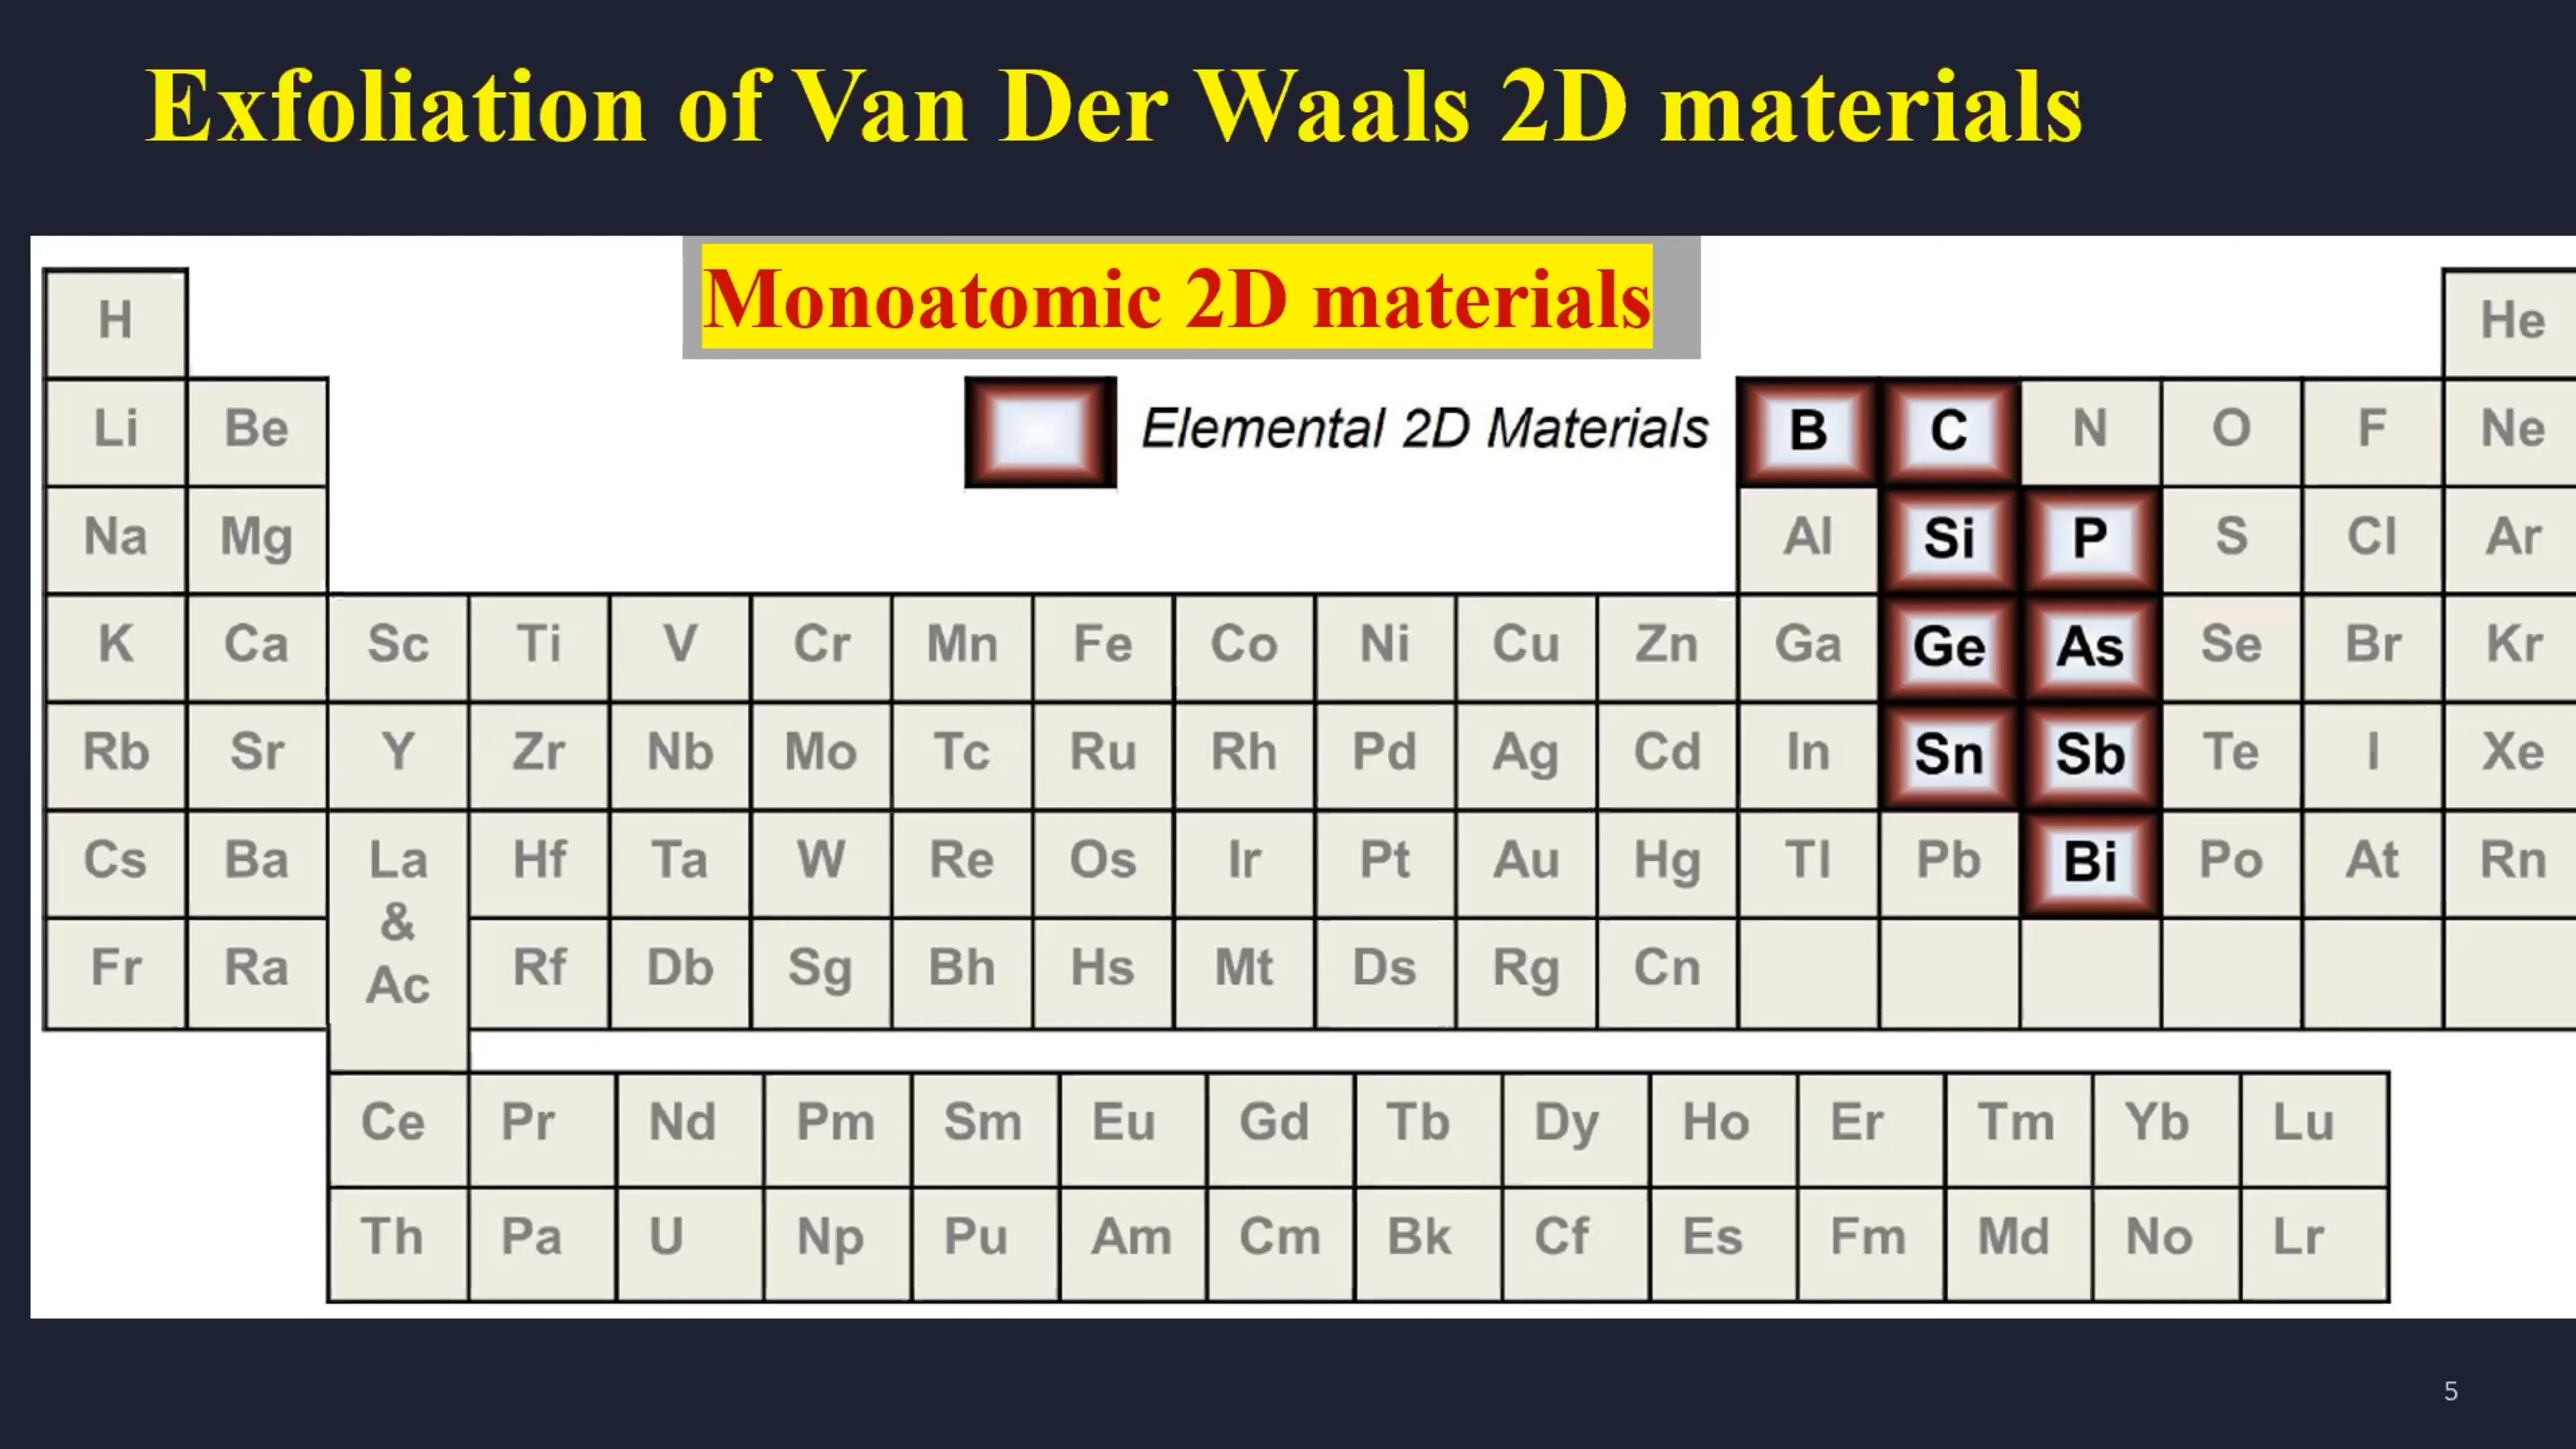 Exfoliation of Van Der Waals 2D materials
Monoatomic 2D materials
H He
Li Be Elemental 2D Materials B C N O F Ne
Na Mg Al Si P S Cl Ar
K Ca Sc Ti V Cr Mn Fe Co Ni Cu Zn Ga Ge As Se Br Kr
Rb Sr Y Zr Nb Mo Tc Ru Rh Pd Ag Cd In Sn Sb Te I Xe
Cs Ba La Hf Ta W Re Os Ir Pt Au Hg Tl Pb Bi Po At Rn
&
Fr Ra Ac Rf Db Sg Bh Hs Mt Ds Rg Cn
Ce Pr Nd Pm Sm Eu Gd Tb Dy Ho Er Tm Yb Lu
Th Pa U Np Pu Am Cm Bk Cf Es Fm Md No Lr
5